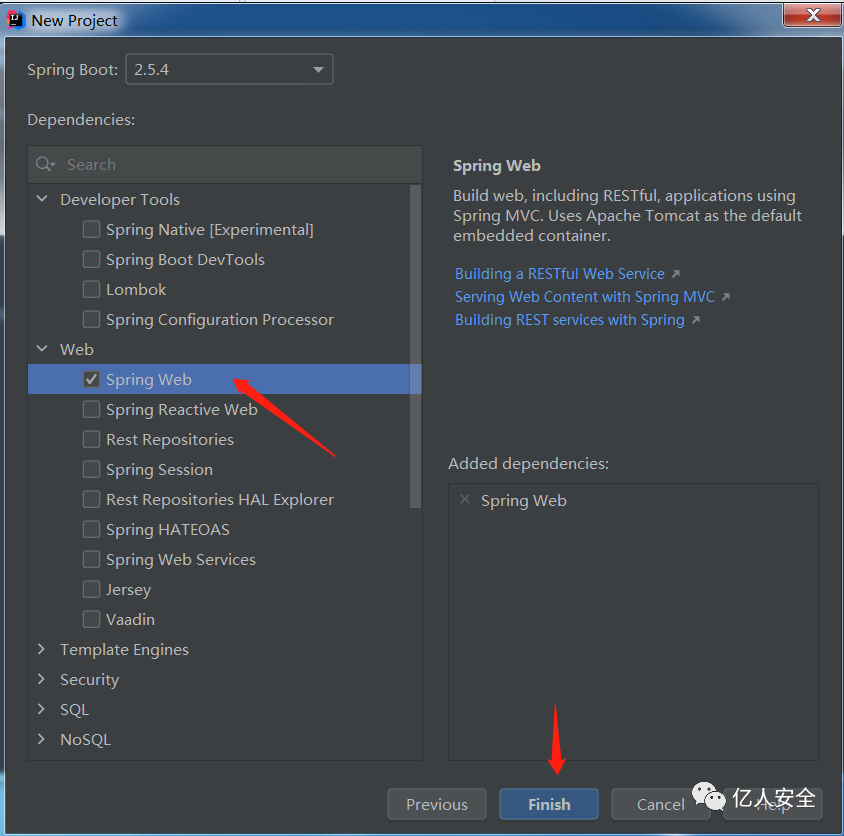 New Project
Spring Boot: 2.5.4
Dependencies:
Search
Developer Tools
Spring Native [Experimental]
Spring Boot DevTools
Lombok
Spring Configuration Processor
Web
Spring Web
Spring Reactive Web
Rest Repositories
Spring Session
Rest Repositories HAL Explorer
Spring HATEOAS
Spring Web Services
Jersey
Vaadin
Template Engines
Security
SQL
NoSQL
Spring Web
Build web, including RESTful, applications using
Spring MVC. Uses Apache Tomcat as the default
embedded container.
Building a RESTful Web Service
Serving Web Content with Spring MVC
Building REST services with Spring
Added dependencies:
Spring Web
Previous Finish Cancel Help
亿人安全